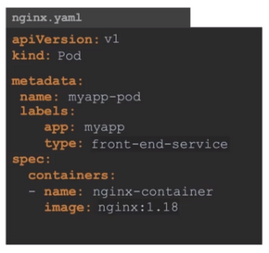 nginx.yaml
apiVersion: v1
kind: Pod
metadata:
name: myapp-pod
labels:
app: myapp
type: front-end-service
spec:
containers:
- name: nginx-container
image: nginx:1.18